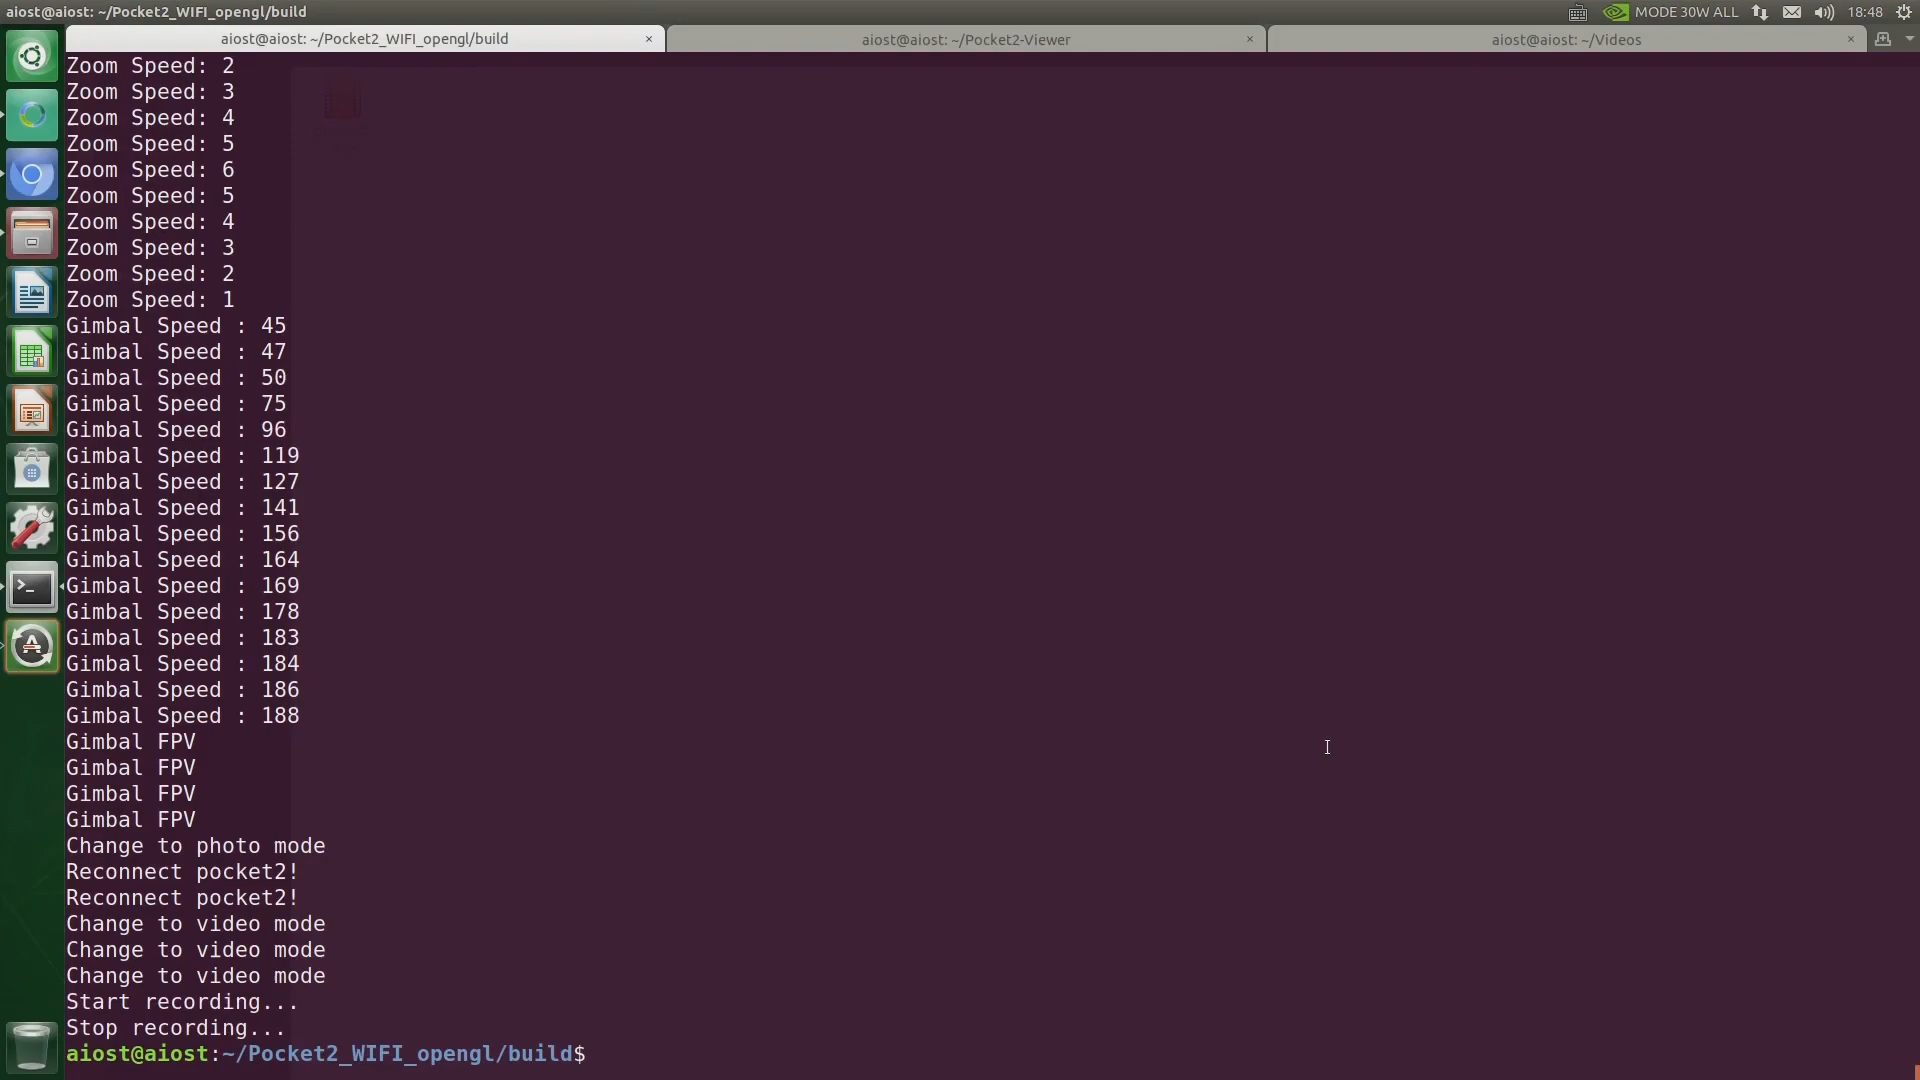 aiost@aiost: ~/Pocket2_WIFI_opengl/build
MODE 30W ALL
18:48
aiost@aiost: ~/Pocket2_WIFI_opengl/build
aiost@aiost: ~/Pocket2-Viewer
aiost@aiost: ~/Videos
Zoom Speed: 2
Zoom Speed: 3
Zoom Speed: 4
Zoom Speed: 5
Zoom Speed: 6
Zoom Speed: 5
Zoom Speed: 4
Zoom Speed: 3
Zoom Speed: 2
Zoom Speed: 1
Gimbal Speed : 45
Gimbal Speed : 47
Gimbal Speed : 50
Gimbal Speed : 75
Gimbal Speed : 96
Gimbal Speed : 119
Gimbal Speed : 127
Gimbal Speed : 141
Gimbal Speed : 156
Gimbal Speed : 164
Gimbal Speed : 169
Gimbal Speed : 178
Gimbal Speed : 183
Gimbal Speed : 184
Gimbal Speed : 186
Gimbal Speed : 188
Gimbal FPV
Gimbal FPV
Gimbal FPV
Gimbal FPV
Change to photo mode
Reconnect pocket2!
Reconnect pocket2!
Change to video mode
Change to video mode
Change to video mode
Start recording...
Stop recording...
aiost@aiost:~/Pocket2_WIFI_opengl/build$